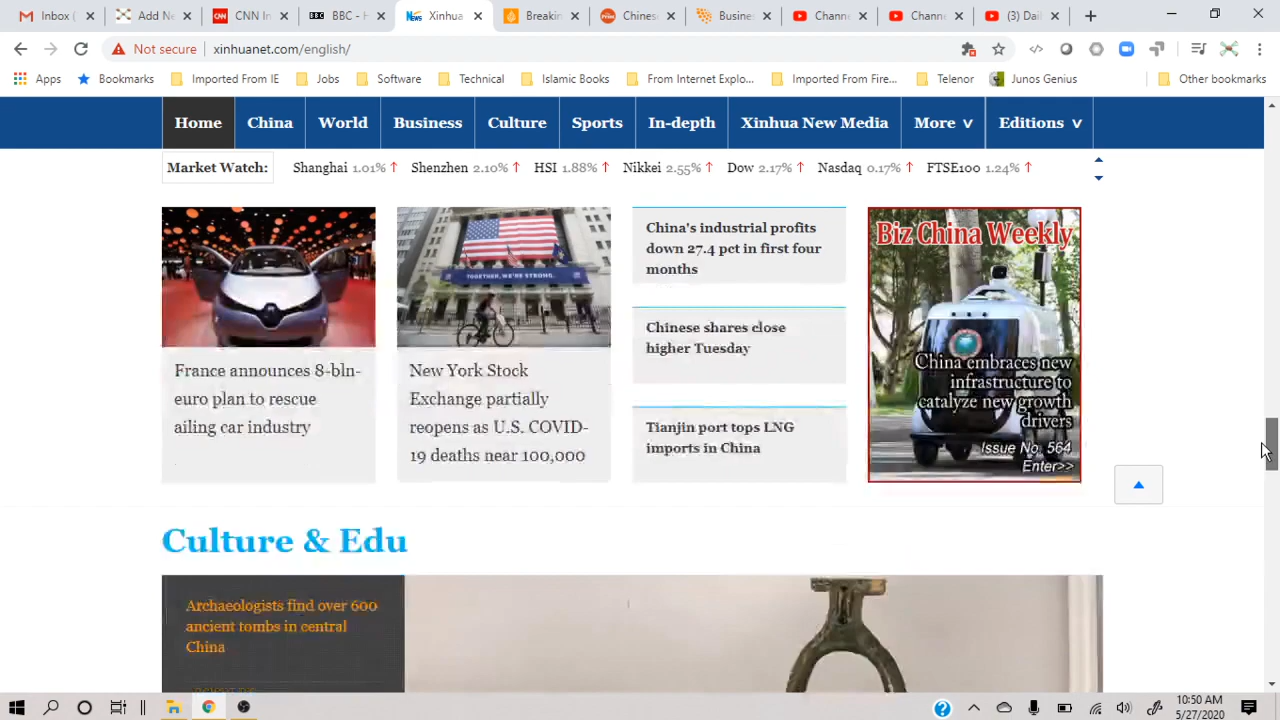 Inbox (
Add Ne
CNN In
BBC - H
Xinhua
Breakin
Chines
Busine
Chann
Chann
(3) Dai
Not secure
xinhuanet.com/english/
Apps
Bookmarks
Imported From IE
Jobs
Software
Technical
Islamic Books
From Internet Explo...
Imported From Fire...
Telenor
Junos Genius
Other bookmarks
Home China World Business Culture Sports In-depth Xinhua New Media More Editions
Market Watch: Shanghai 1.01% ↑ Shenzhen 2.10% ↑ HSI 1.88% ↑ Nikkei 2.55% ↑ Dow 2.17% ↑ Nasdaq 0.17% ↑ FTSE100 1.24% ↑
France announces 8-bln-
euro plan to rescue
ailing car industry
TOGETHER, WE'RE STRONG.
New York Stock
Exchange partially
reopens as U.S. COVID-
19 deaths near 100,000
China's industrial profits
down 27.4 pct in first four
months
Chinese shares close
higher Tuesday
Tianjin port tops LNG
imports in China
Biz China Weekly
China embraces new
infrastructure to
catalyze new growth
drivers
Issue No. 564
Enter>>
Culture & Edu
Archaeologists find over 600
ancient tombs in central
China
10:50 AM
5/27/2020